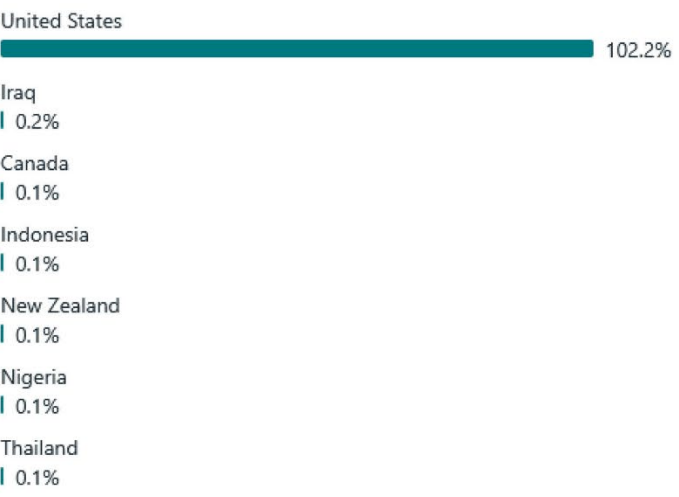 United States
102.2%
Iraq
0.2%
Canada
0.1%
Indonesia
0.1%
New Zealand
0.1%
Nigeria
0.1%
Thailand
0.1%